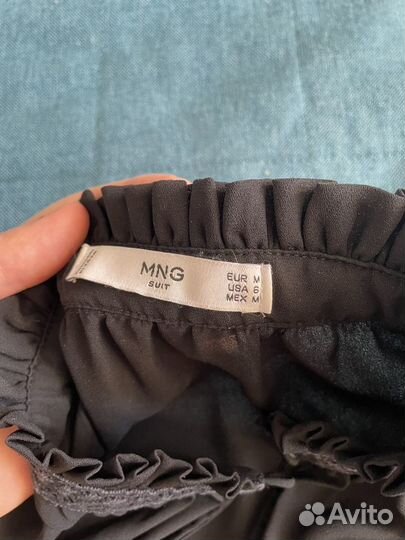 MNG
SUIT
EUR M
USA 6
MEX M
Avito